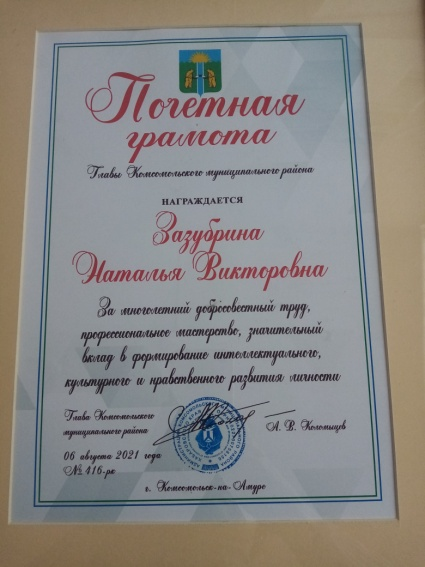 Почетная
грамота
Главы Комсомольского муниципального района
НАГРАЖДАЕТСЯ
Зазубрина
Наталья Викторовна
За многолетний добросовестный труд,
профессиональное мастерство, значительный
вклад в формирование интеллектуального,
культурного и нравственного развития личности
Глава Комсомольского
муниципального района
А. В. Коломыцев
06 августа 2021 года
№ 416-рк
г. Комсомольск-на-Амуре